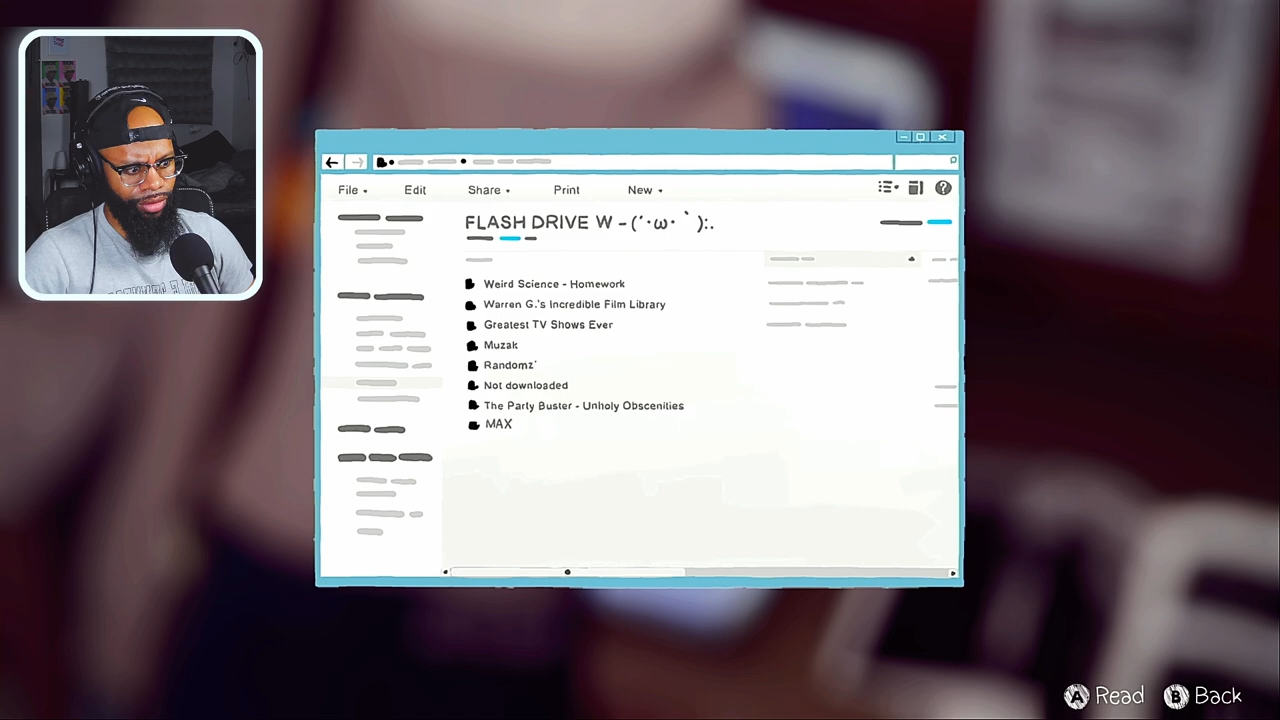 File Edit Share Print New
FLASH DRIVE W -(´･ω･｀):.
Weird Science - Homework
Warren G.'s Incredible Film Library
Greatest TV Shows Ever
Muzak
Randomz'
Not downloaded
The Party Buster - Unholy Obscenities
MAX
A Read B Back